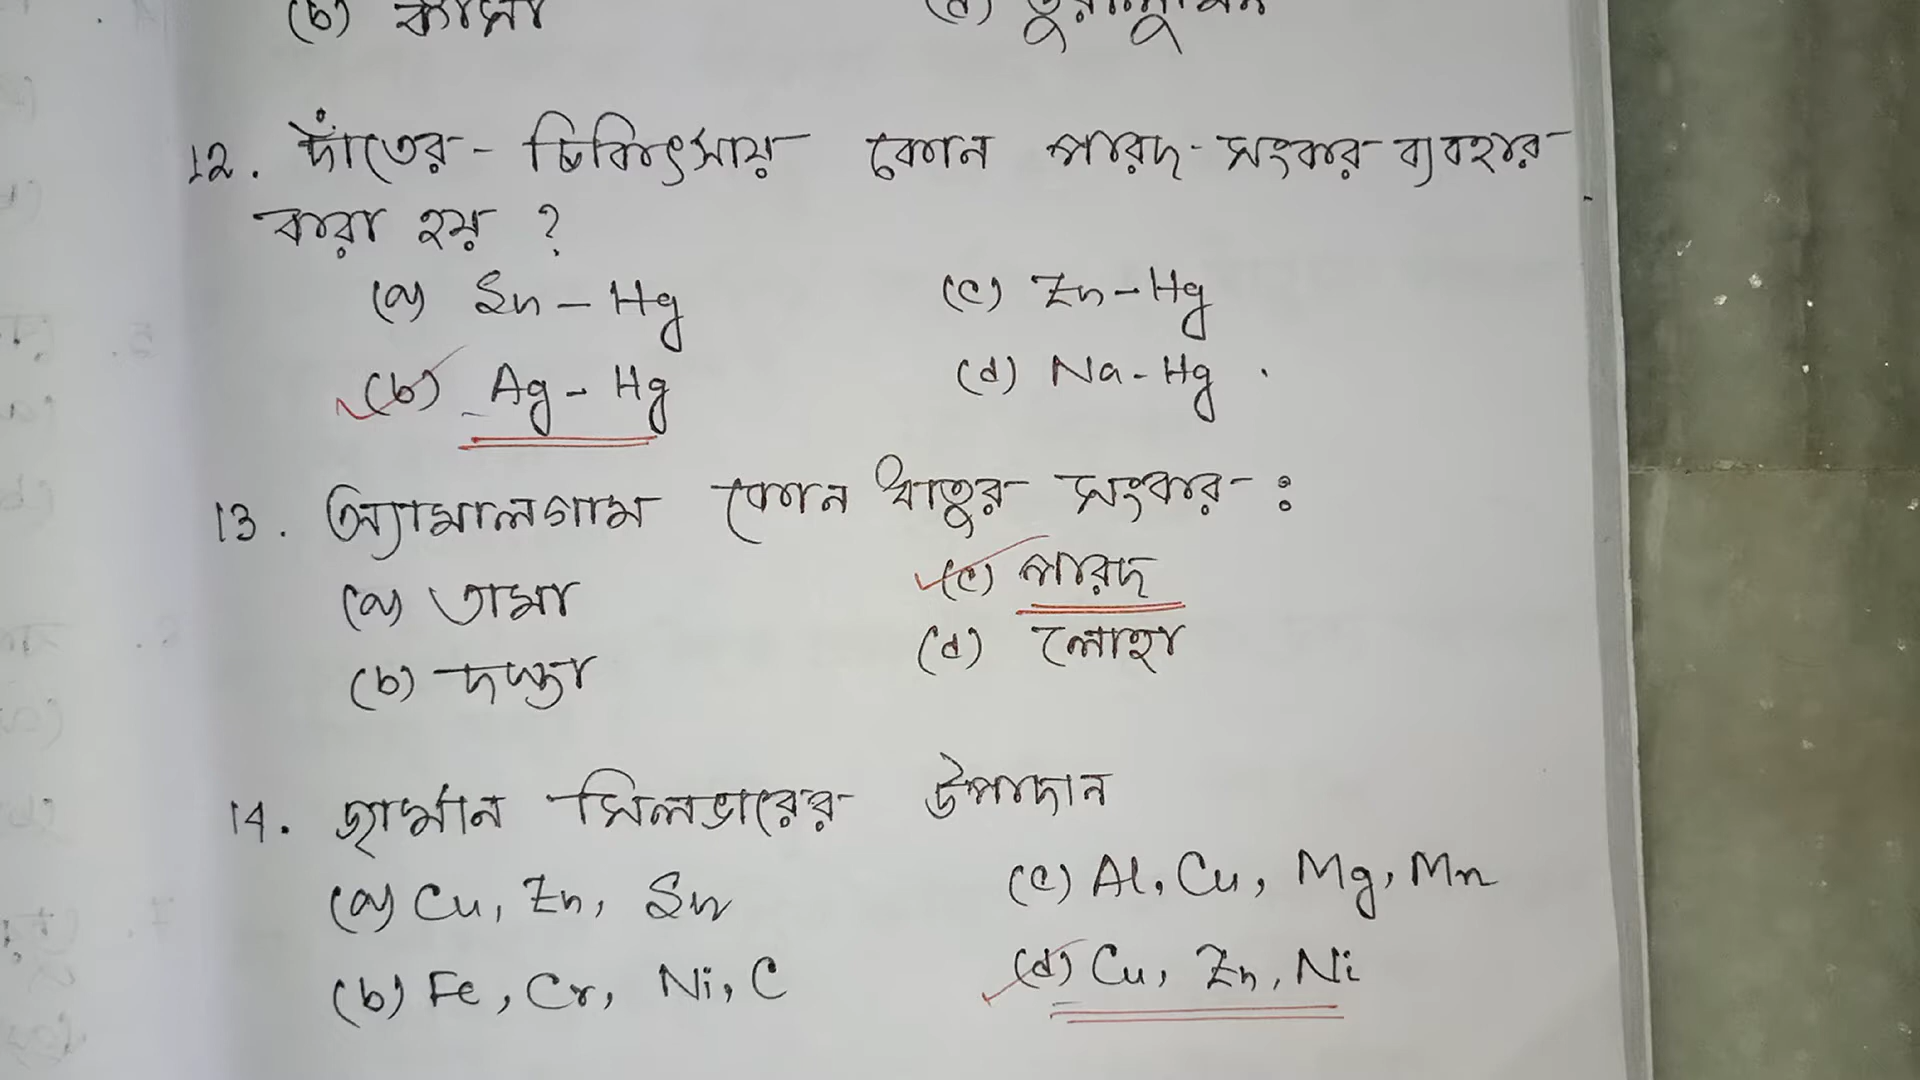 (b) কাঁসা (d) ডুরালুমিন
12. দাঁতের চিকিৎসায় কোন পারদ সংকর ব্যবহার
করা হয় ?
(a) Sn - Hg (c) Zn - Hg
(b) Ag - Hg (d) Na - Hg .
13. অ্যামালগাম কোন ধাতুর সংকর :
(a) তামা (c) পারদ
(b) দস্তা (d) লোহা
14. জার্মান সিলভারের উপাদান
(a) Cu, Zn, Sn (c) Al, Cu, Mg, Mn
(b) Fe, Cr, Ni, C (d) Cu, Zn, Ni